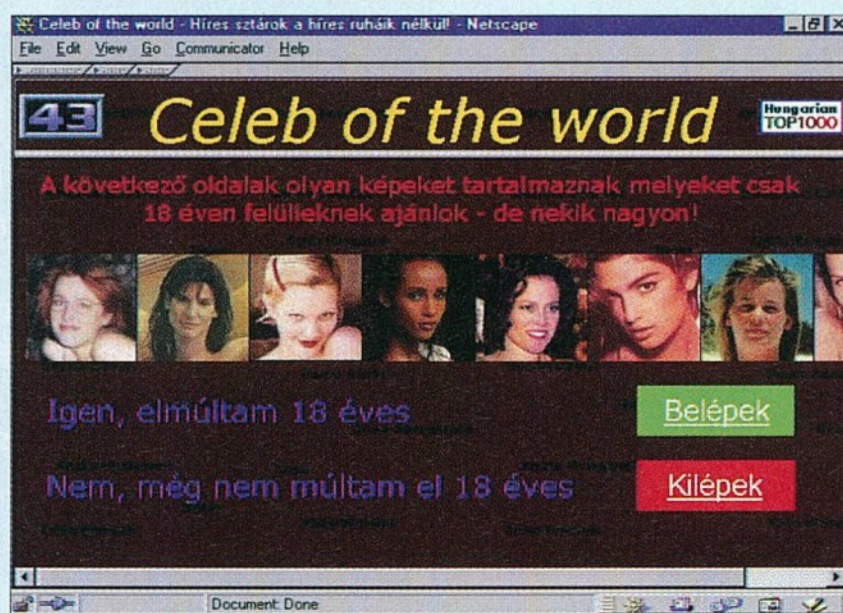 Celeb of the world - Híres sztárok a híres ruháik nélkül! - Netscape
File Edit View Go Communicator Help
43
Celeb of the world
Hungarian
TOP1000
A következő oldalak olyan képeket tartalmaznak melyeket csak
18 éven felülieknek ajánlok - de nekik nagyon!
Igen, elmúltam 18 éves
Belépek
Nem, még nem múltam el 18 éves
Kilépek
Document: Done